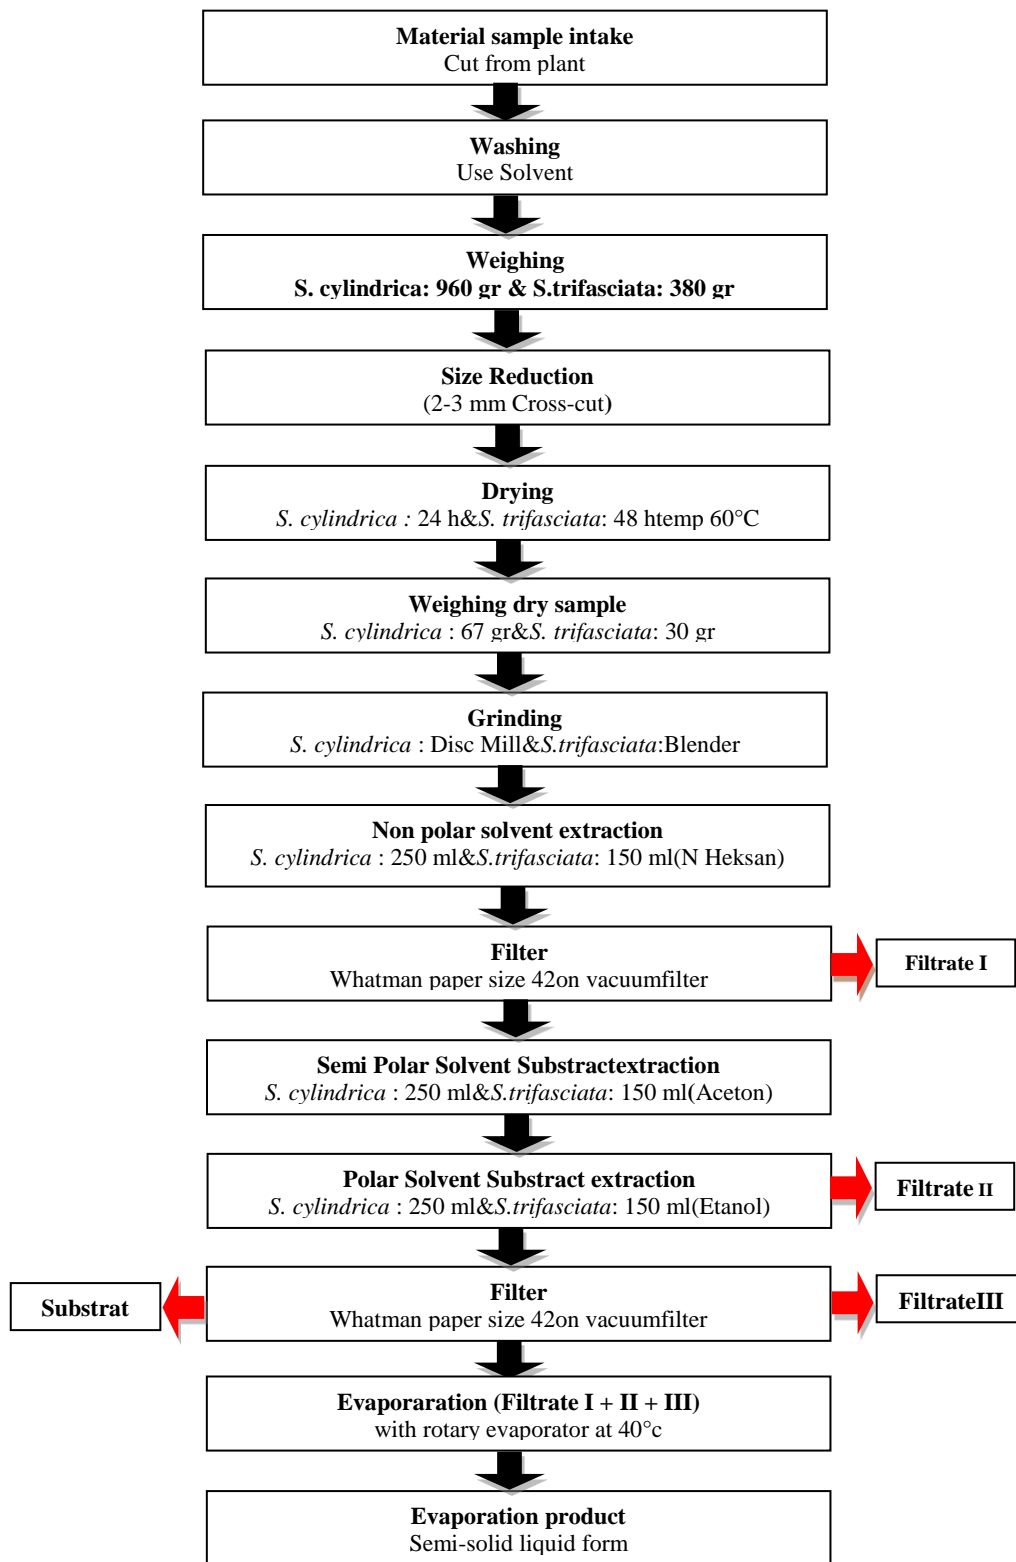 Material sample intake
Cut from plant
Washing
Use Solvent
Weighing
S. cylindrica: 960 gr & S.trifasciata: 380 gr
Size Reduction
(2-3 mm Cross-cut)
Drying
S. cylindrica : 24 h&S. trifasciata: 48 htemp 60°C
Weighing dry sample
S. cylindrica : 67 gr&S. trifasciata: 30 gr
Grinding
S. cylindrica : Disc Mill&S.trifasciata:Blender
Non polar solvent extraction
S. cylindrica : 250 ml&S.trifasciata: 150 ml(N Heksan)
Filter
Whatman paper size 42on vacuumfilter
Filtrate I
Semi Polar Solvent Substractextraction
S. cylindrica : 250 ml&S.trifasciata: 150 ml(Aceton)
Polar Solvent Substract extraction
S. cylindrica : 250 ml&S.trifasciata: 150 ml(Etanol)
Filtrate II
Substrat
Filter
Whatman paper size 42on vacuumfilter
FiltrateIII
Evaporaration (Filtrate I + II + III)
with rotary evaporator at 40°c
Evaporation product
Semi-solid liquid form